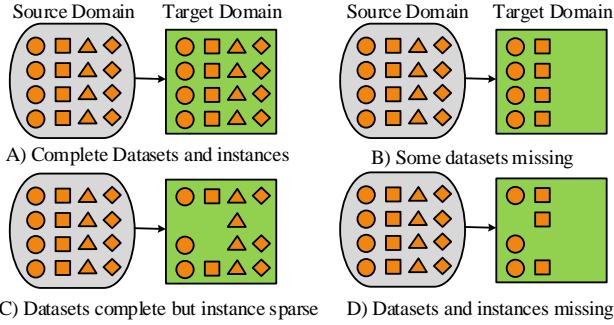 Source Domain Target Domain Source Domain Target Domain
A) Complete Datasets and instances B) Some datasets missing
C) Datasets complete but instance sparse D) Datasets and instances missing